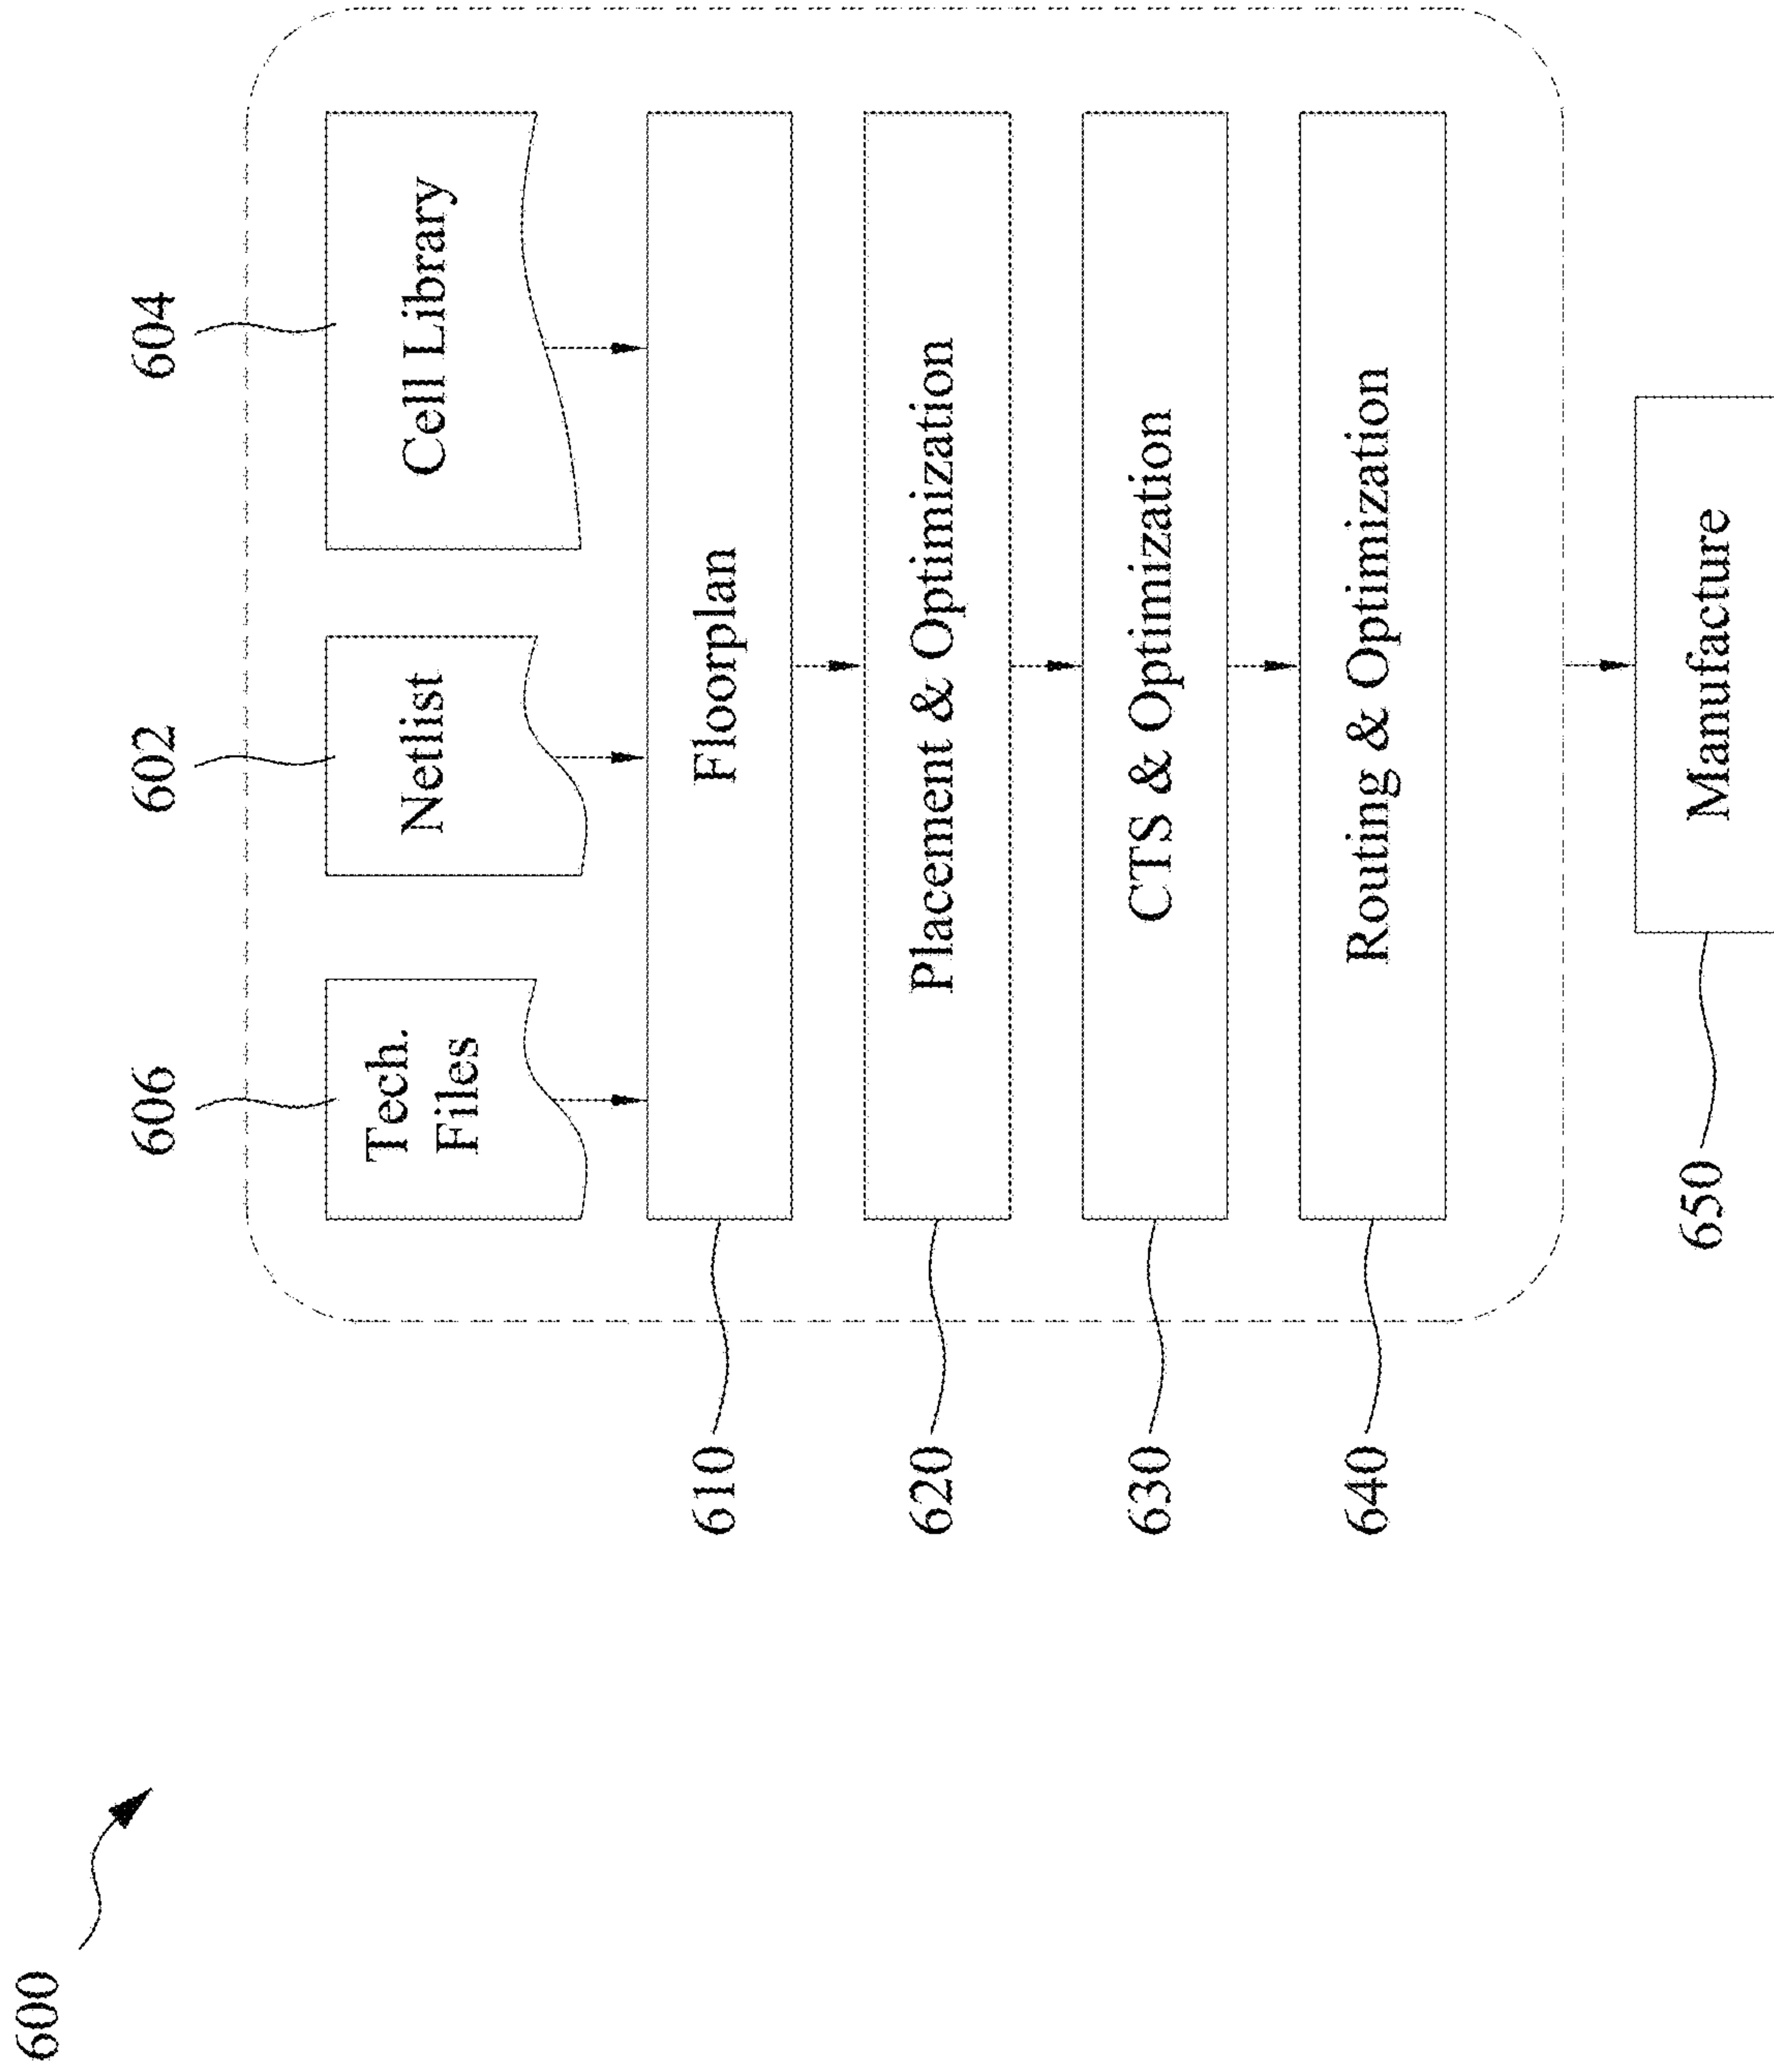 600
606
602
604
Tech.
Files
Netlist
Cell Library
610
Floorplan
620
Placement & Optimization
630
CTS & Optimization
640
Routing & Optimization
650
Manufacture